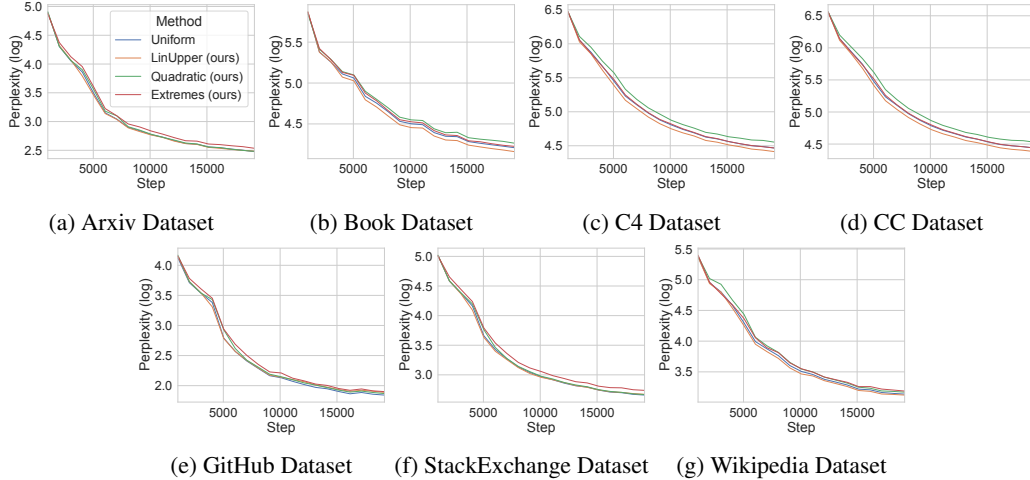 Method
Uniform
LinUpper (ours)
Quadratic (ours)
Extremes (ours)
Perplexity (log)
5.0
4.5
4.0
3.5
3.0
2.5
5000 10000 15000
Step
(a) Arxiv Dataset
Perplexity (log)
5.5
5.0
4.5
5000 10000 15000
Step
(b) Book Dataset
Perplexity (log)
6.5
6.0
5.5
5.0
4.5
5000 10000 15000
Step
(c) C4 Dataset
Perplexity (log)
6.5
6.0
5.5
5.0
4.5
5000 10000 15000
Step
(d) CC Dataset
Perplexity (log)
4.0
3.5
3.0
2.5
2.0
5000 10000 15000
Step
(e) GitHub Dataset
Perplexity (log)
5.0
4.5
4.0
3.5
3.0
5000 10000 15000
Step
(f) StackExchange Dataset
Perplexity (log)
5.5
5.0
4.5
4.0
3.5
5000 10000 15000
Step
(g) Wikipedia Dataset